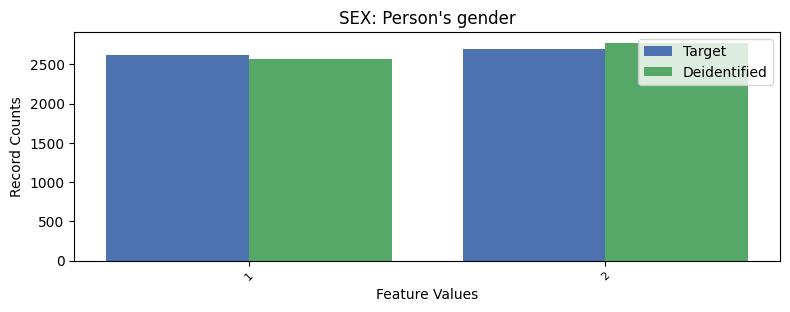 SEX: Person's gender
Target
Deidentified
Record Counts
2500
2000
1500
1000
500
0
1
2
Feature Values